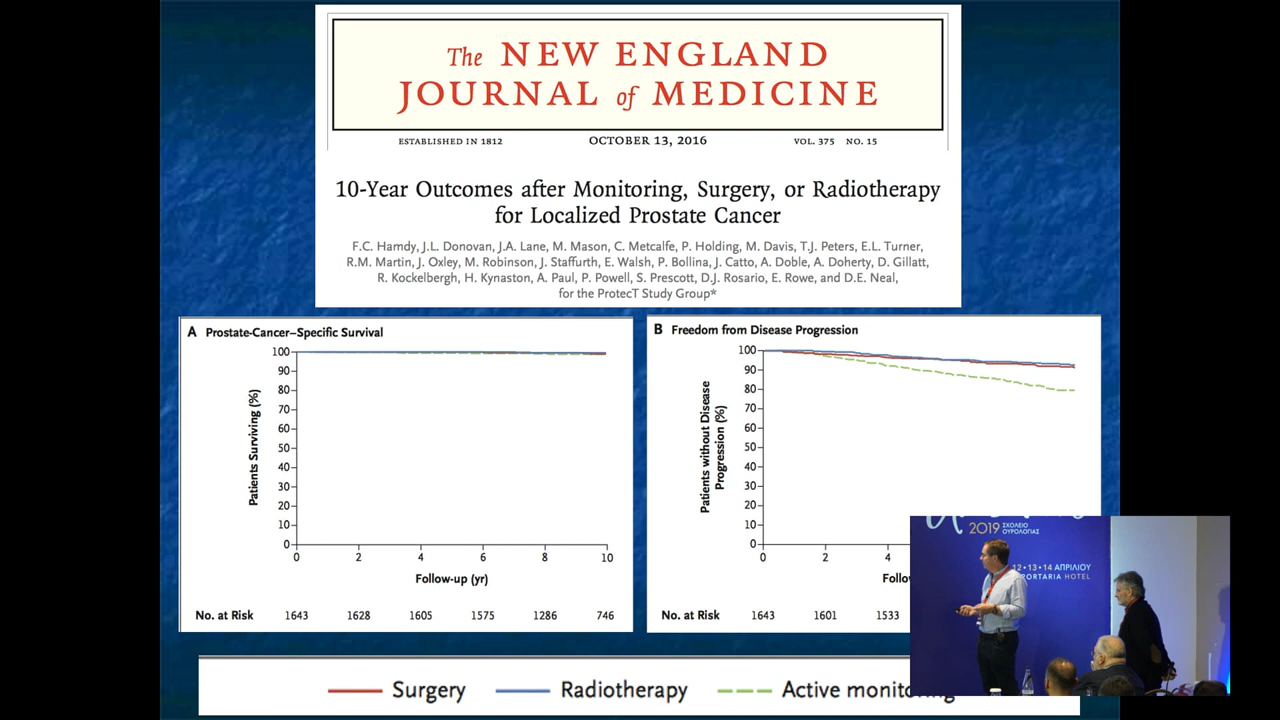 The NEW ENGLAND
JOURNAL of MEDICINE
ESTABLISHED IN 1812
OCTOBER 13, 2016
VOL. 375 NO. 15
10-Year Outcomes after Monitoring, Surgery, or Radiotherapy
for Localized Prostate Cancer
F.C. Hamdy, J.L. Donovan, J.A. Lane, M. Mason, C. Metcalfe, P. Holding, M. Davis, T.J. Peters, E.L. Turner,
R.M. Martin, J. Oxley, M. Robinson, J. Staffurth, E. Walsh, P. Bollina, J. Catto, A. Doble, A. Doherty, D. Gillatt,
R. Kockelbergh, H. Kynaston, A. Paul, P. Powell, S. Prescott, D.J. Rosario, E. Rowe, and D.E. Neal,
for the ProtecT Study Group*
A Prostate-Cancer–Specific Survival
100
90
80
70
60
50
40
30
20
10
0
Patients Surviving (%)
0 2 4 6 8 10
Follow-up (yr)
No. at Risk 1643 1628 1605 1575 1286 746
B Freedom from Disease Progression
100
90
80
70
60
50
40
30
20
10
0
Patients without Disease
Progression (%)
0 2 4
No. at Risk 1643 1601 1533
Surgery
Radiotherapy
Active monitoring
2019 ΣΧΟΛΕΙΟ
ΟΥΡΟΛΟΓΙΑΣ
12•13•14 ΑΠΡΙΛΙΟΥ
PORTARIA HOTEL